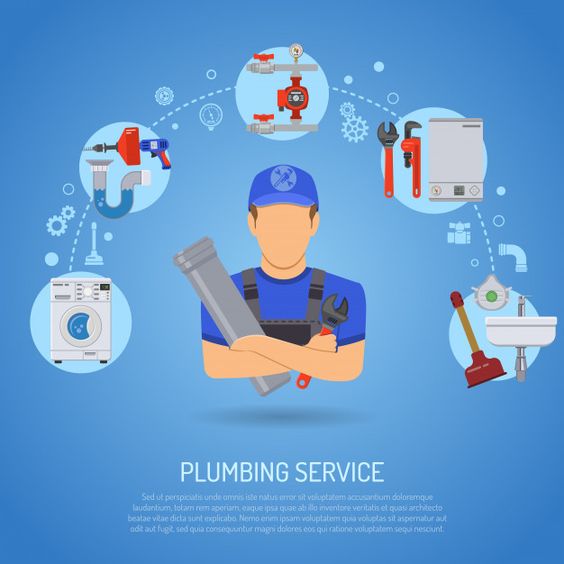 PLUMBING SERVICE
Sed ut perspiciatis unde omnis iste natus error sit voluptatem accusantium doloremque
laudantium, totam rem aperiam, eaque ipsa quae ab illo inventore veritatis et quasi architecto
beatae vitae dicta sunt explicabo. Nemo enim ipsam voluptatem quia voluptas sit aspernatur aut
odit aut fugit, sed quia consequuntur magni dolores eos qui ratione voluptatem sequi nesciunt.